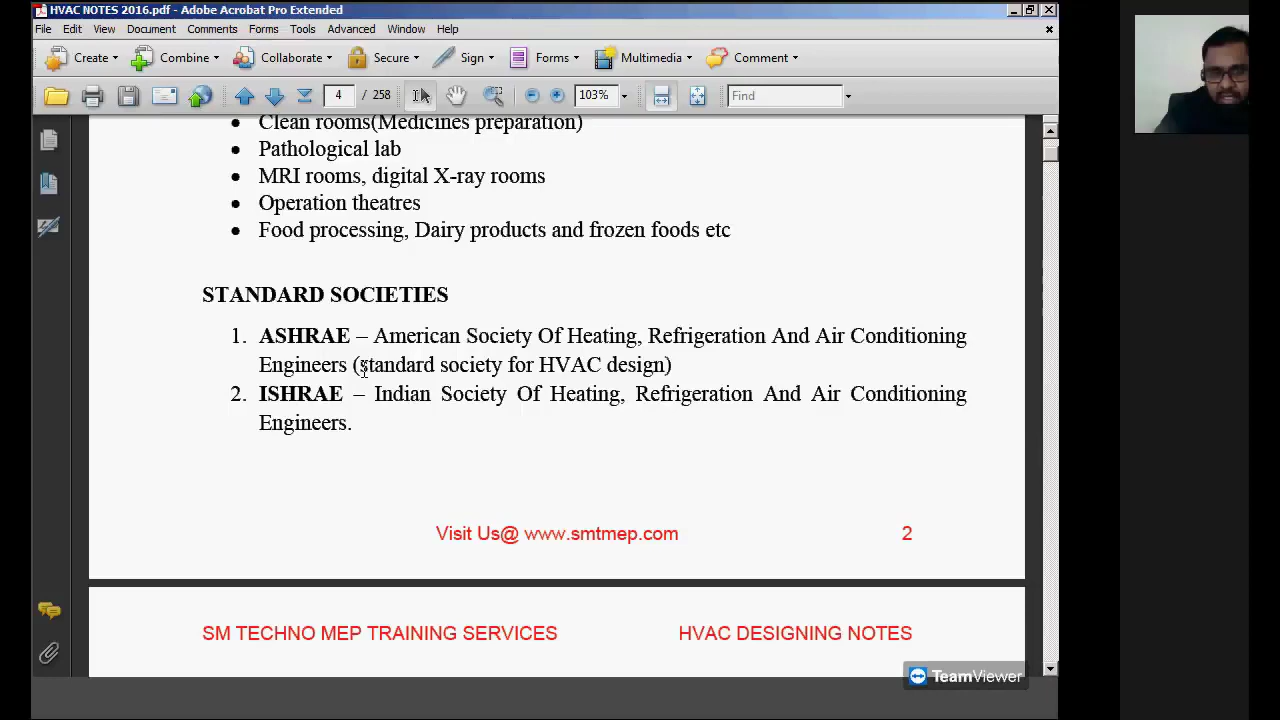 HVAC NOTES 2016.pdf - Adobe Acrobat Pro Extended
File Edit View Document Comments Forms Tools Advanced Window Help
Create Combine Collaborate Secure Sign Forms Multimedia Comment
4 / 258 103% Find
• Clean rooms(Medicines preparation)
• Pathological lab
• MRI rooms, digital X-ray rooms
• Operation theatres
• Food processing, Dairy products and frozen foods etc
STANDARD SOCIETIES
1. ASHRAE – American Society Of Heating, Refrigeration And Air Conditioning
Engineers (standard society for HVAC design)
2. ISHRAE – Indian Society Of Heating, Refrigeration And Air Conditioning
Engineers.
Visit Us@ www.smtmep.com 2
SM TECHNO MEP TRAINING SERVICES HVAC DESIGNING NOTES
TeamViewer